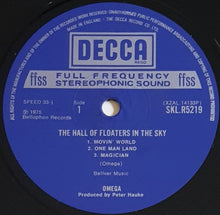 MADE IN ENGLAND · THE DECCA RECORD CO. LTD.
DECCA
ffss
FULL FREQUENCY
STEREOPHONIC SOUND
ffss
SPEED 33⅓
Side
1
(XZAL.14133P)
SKL.R5219
℗ 1975
Bellaphon Records
THE HALL OF FLOATERS IN THE SKY
1. MOVIN' WORLD
2. ONE MAN LAND
3. MAGICIAN
(Omega)
Bellver Music
OMEGA
Produced by Peter Hauke